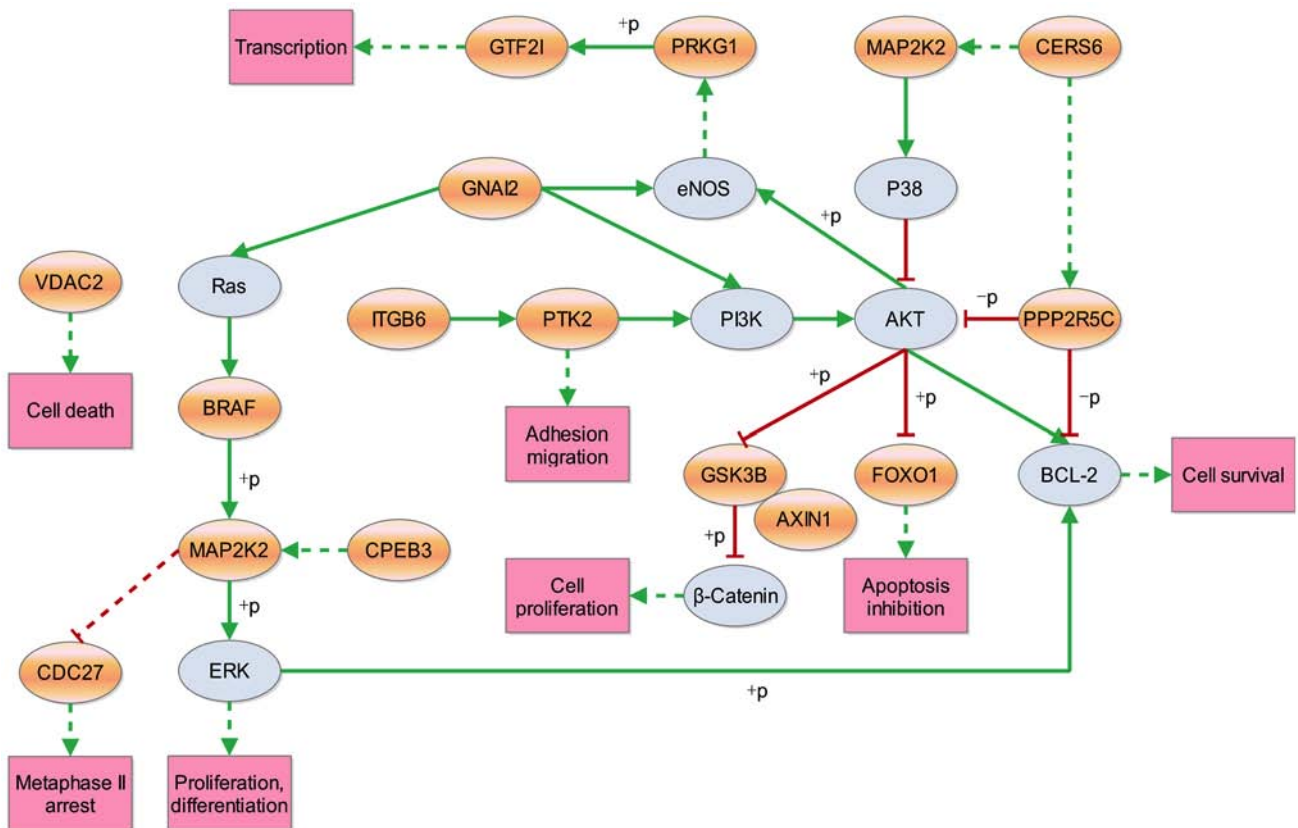 +p
Transcription
GTF2I
PRKG1
MAP2K2
CERS6
GNAI2
eNOS
P38
+p
VDAC2
Ras
ITGB6
PTK2
PI3K
AKT
−p
PPP2R5C
+p
+p
−p
Cell death
BRAF
Adhesion
migration
GSK3B
FOXO1
BCL-2
Cell survival
+p
AXIN1
+p
MAP2K2
CPEB3
Cell
proliferation
β-Catenin
Apoptosis
inhibition
+p
CDC27
ERK
+p
Metaphase II
arrest
Proliferation,
differentiation